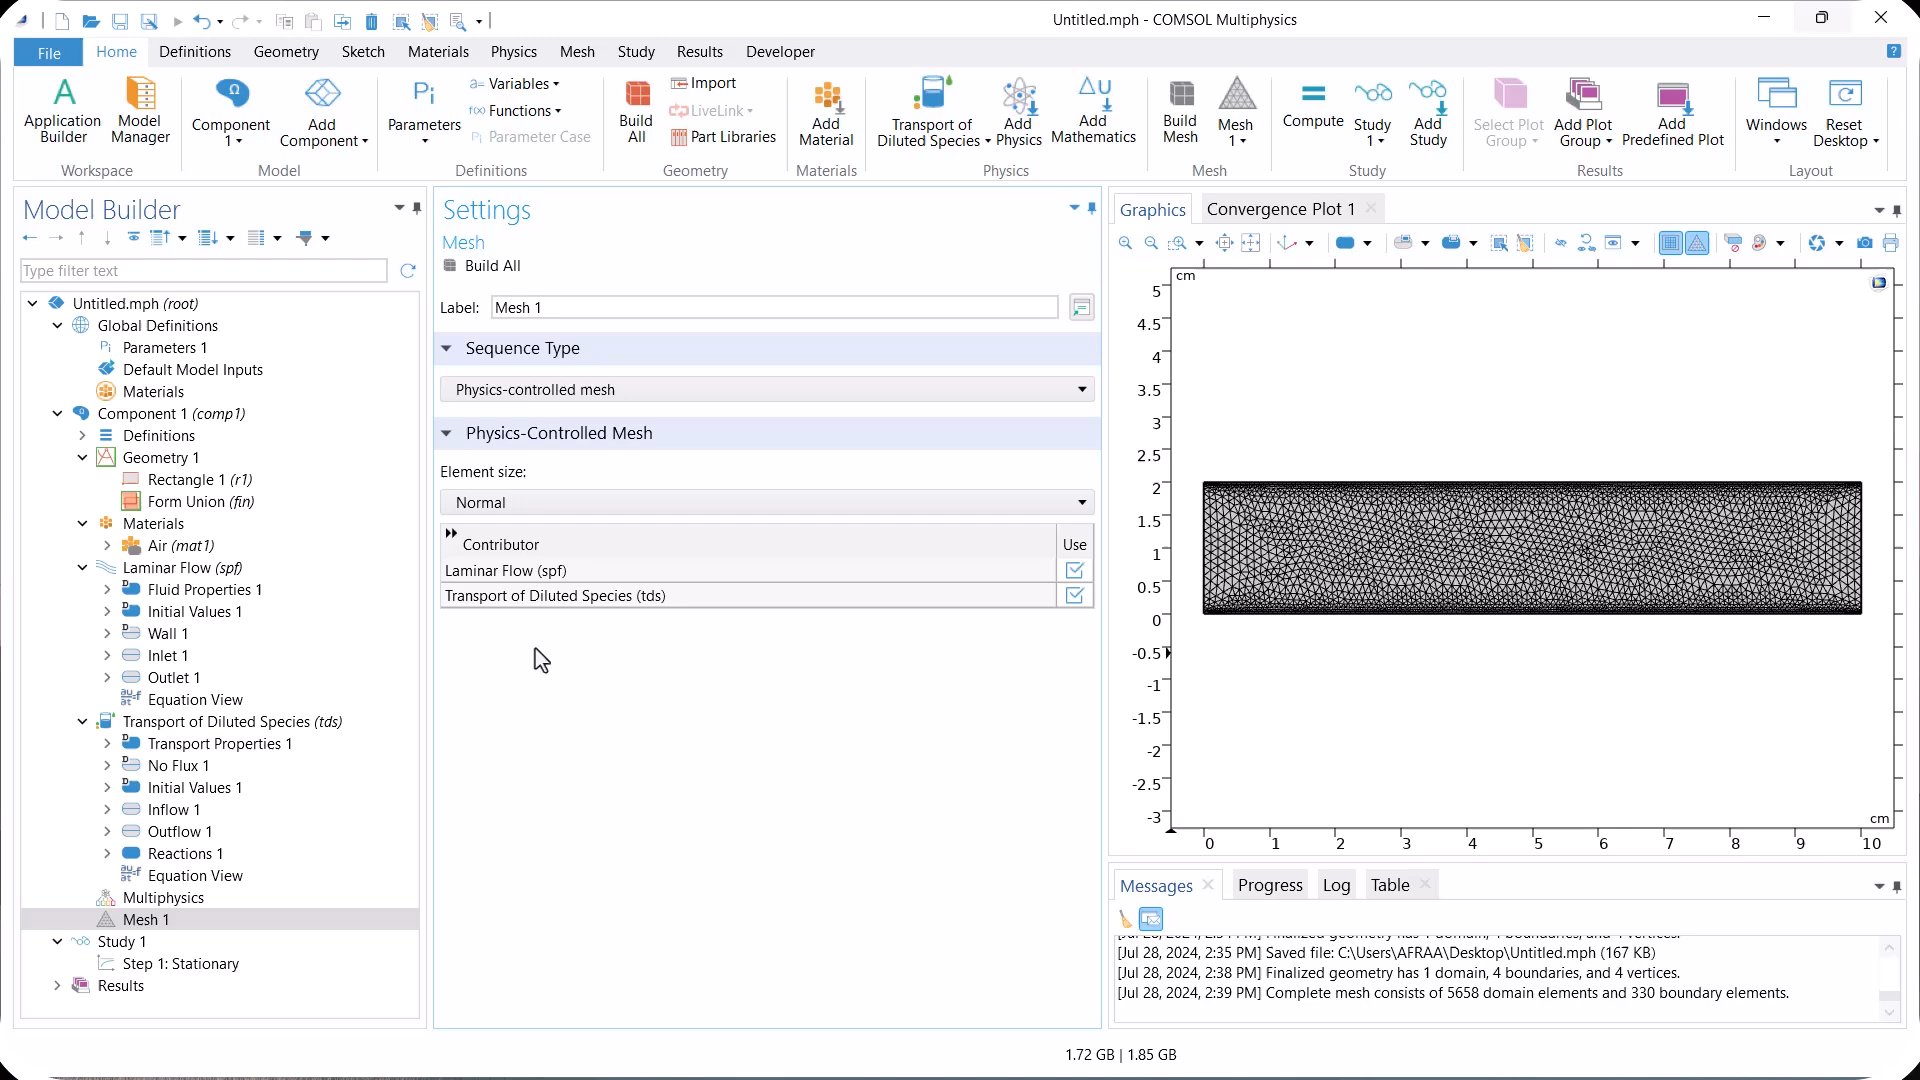 Untitled.mph - COMSOL Multiphysics
File Home Definitions Geometry Sketch Materials Physics Mesh Study Results Developer
Application Builder
Model Manager
Workspace
Component 1
Add Component
Model
Pi
Parameters
a= Variables
f(x) Functions
Pi Parameter Case
Definitions
Build All
Import
LiveLink
Part Libraries
Geometry
Add Material
Materials
Transport of Diluted Species
Add Physics
ΔU
Add Mathematics
Physics
Build Mesh
Mesh 1
Mesh
Compute
Study 1
Add Study
Study
Select Plot Group
Add Plot Group
Add Predefined Plot
Results
Windows
Reset Desktop
Layout
Model Builder
Type filter text
Untitled.mph (root)
Global Definitions
Pi Parameters 1
Default Model Inputs
Materials
Component 1 (comp1)
Definitions
Geometry 1
Rectangle 1 (r1)
Form Union (fin)
Materials
Air (mat1)
Laminar Flow (spf)
Fluid Properties 1
Initial Values 1
Wall 1
Inlet 1
Outlet 1
Equation View
Transport of Diluted Species (tds)
Transport Properties 1
No Flux 1
Initial Values 1
Inflow 1
Outflow 1
Reactions 1
Equation View
Multiphysics
Mesh 1
Study 1
Step 1: Stationary
Results
Settings
Mesh
Build All
Label: Mesh 1
Sequence Type
Physics-controlled mesh
Physics-Controlled Mesh
Element size:
Normal
Contributor Use
Laminar Flow (spf)
Transport of Diluted Species (tds)
Graphics Convergence Plot 1
cm
5
4.5
4
3.5
3
2.5
2
1.5
1
0.5
0
-0.5
-1
-1.5
-2
-2.5
-3
cm
0 1 2 3 4 5 6 7 8 9 10
Messages Progress Log Table
[Jul 28, 2024, 2:35 PM] Saved file: C:\Users\AFRAA\Desktop\Untitled.mph (167 KB)
[Jul 28, 2024, 2:38 PM] Finalized geometry has 1 domain, 4 boundaries, and 4 vertices.
[Jul 28, 2024, 2:39 PM] Complete mesh consists of 5658 domain elements and 330 boundary elements.
1.72 GB | 1.85 GB